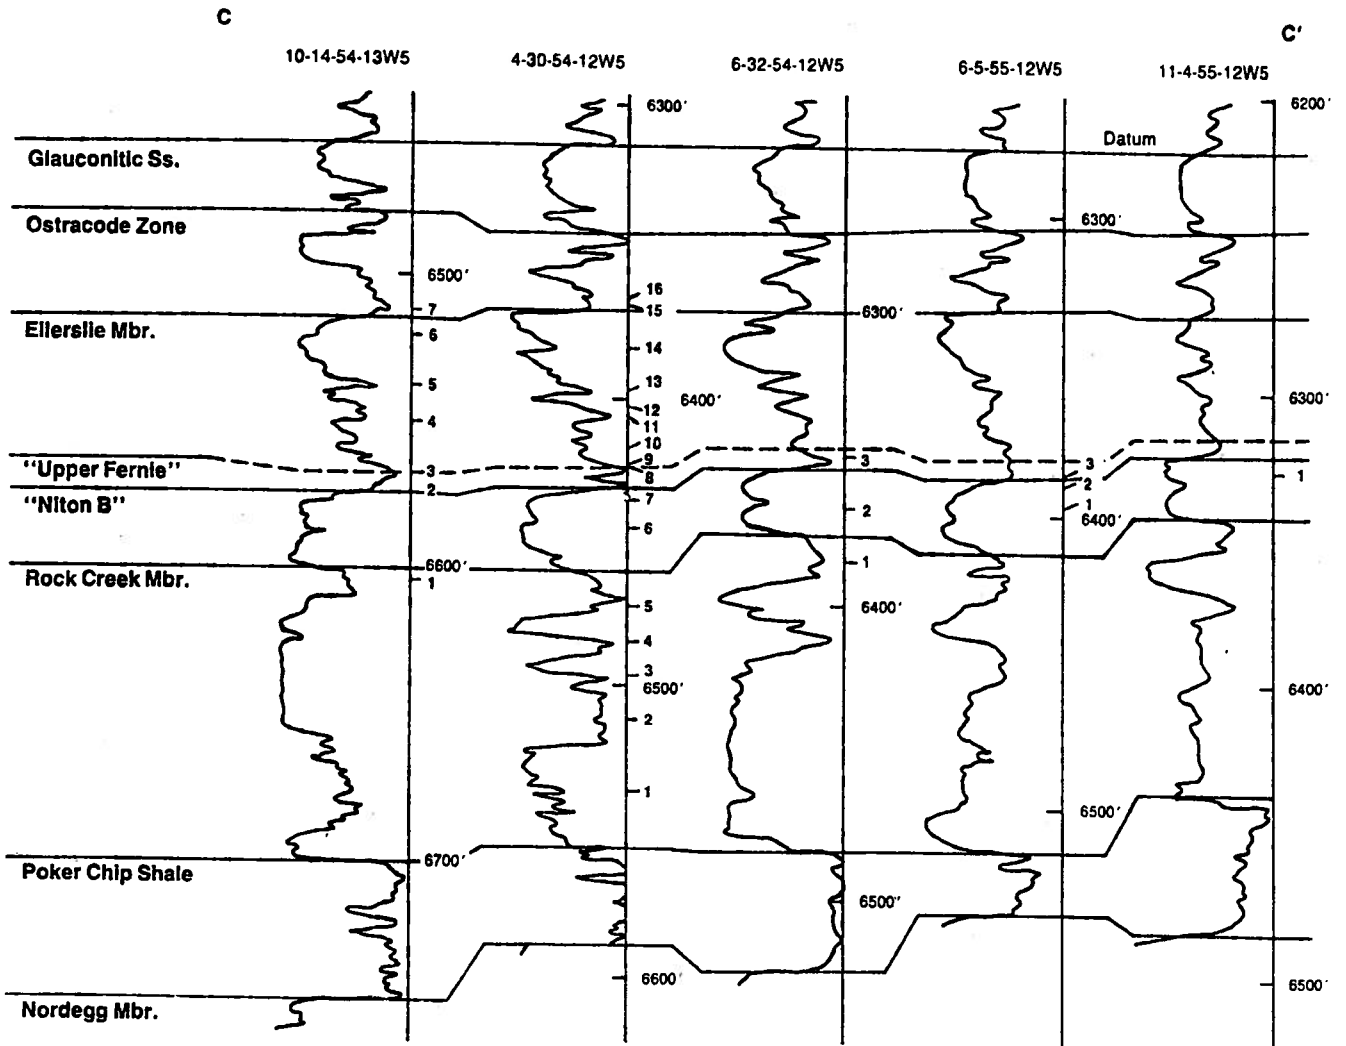 C
C'
10-14-54-13W5
4-30-54-12W5
6-32-54-12W5
6-5-55-12W5
11-4-55-12W5
6300'
6200'
Datum
Glauconitic Ss.
Ostracode Zone
6300'
6500'
16
7
15
6300'
Ellerslie Mbr.
6
14
5
13
6400'
6300'
12
4
11
10
"Upper Fernie"
3
9
3
3
8
2
1
2
7
"Niton B"
2
1
6400'
6
6600'
1
Rock Creek Mbr.
1
5
6400'
4
3
6500'
6400'
2
1
6500'
6700'
Poker Chip Shale
6500'
6600'
6500'
Nordegg Mbr.